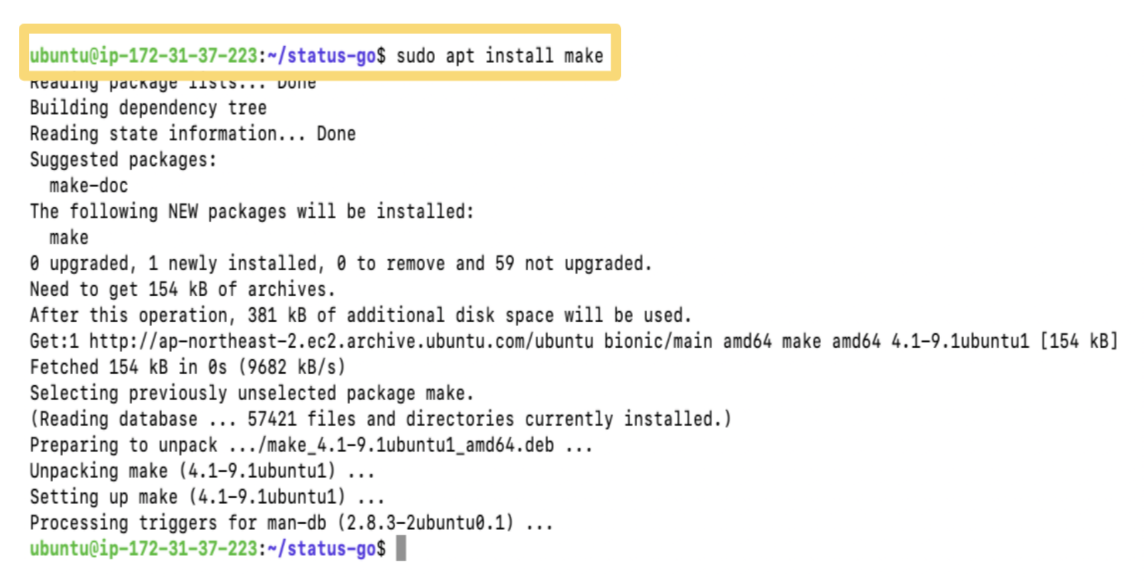 ubuntu@ip-172-31-37-223:~/status-go$ sudo apt install make
Reading package lists... Done
Building dependency tree
Reading state information... Done
Suggested packages:
  make-doc
The following NEW packages will be installed:
  make
0 upgraded, 1 newly installed, 0 to remove and 59 not upgraded.
Need to get 154 kB of archives.
After this operation, 381 kB of additional disk space will be used.
Get:1 http://ap-northeast-2.ec2.archive.ubuntu.com/ubuntu bionic/main amd64 make amd64 4.1-9.1ubuntu1 [154 kB]
Fetched 154 kB in 0s (9682 kB/s)
Selecting previously unselected package make.
(Reading database ... 57421 files and directories currently installed.)
Preparing to unpack .../make_4.1-9.1ubuntu1_amd64.deb ...
Unpacking make (4.1-9.1ubuntu1) ...
Setting up make (4.1-9.1ubuntu1) ...
Processing triggers for man-db (2.8.3-2ubuntu0.1) ...
ubuntu@ip-172-31-37-223:~/status-go$